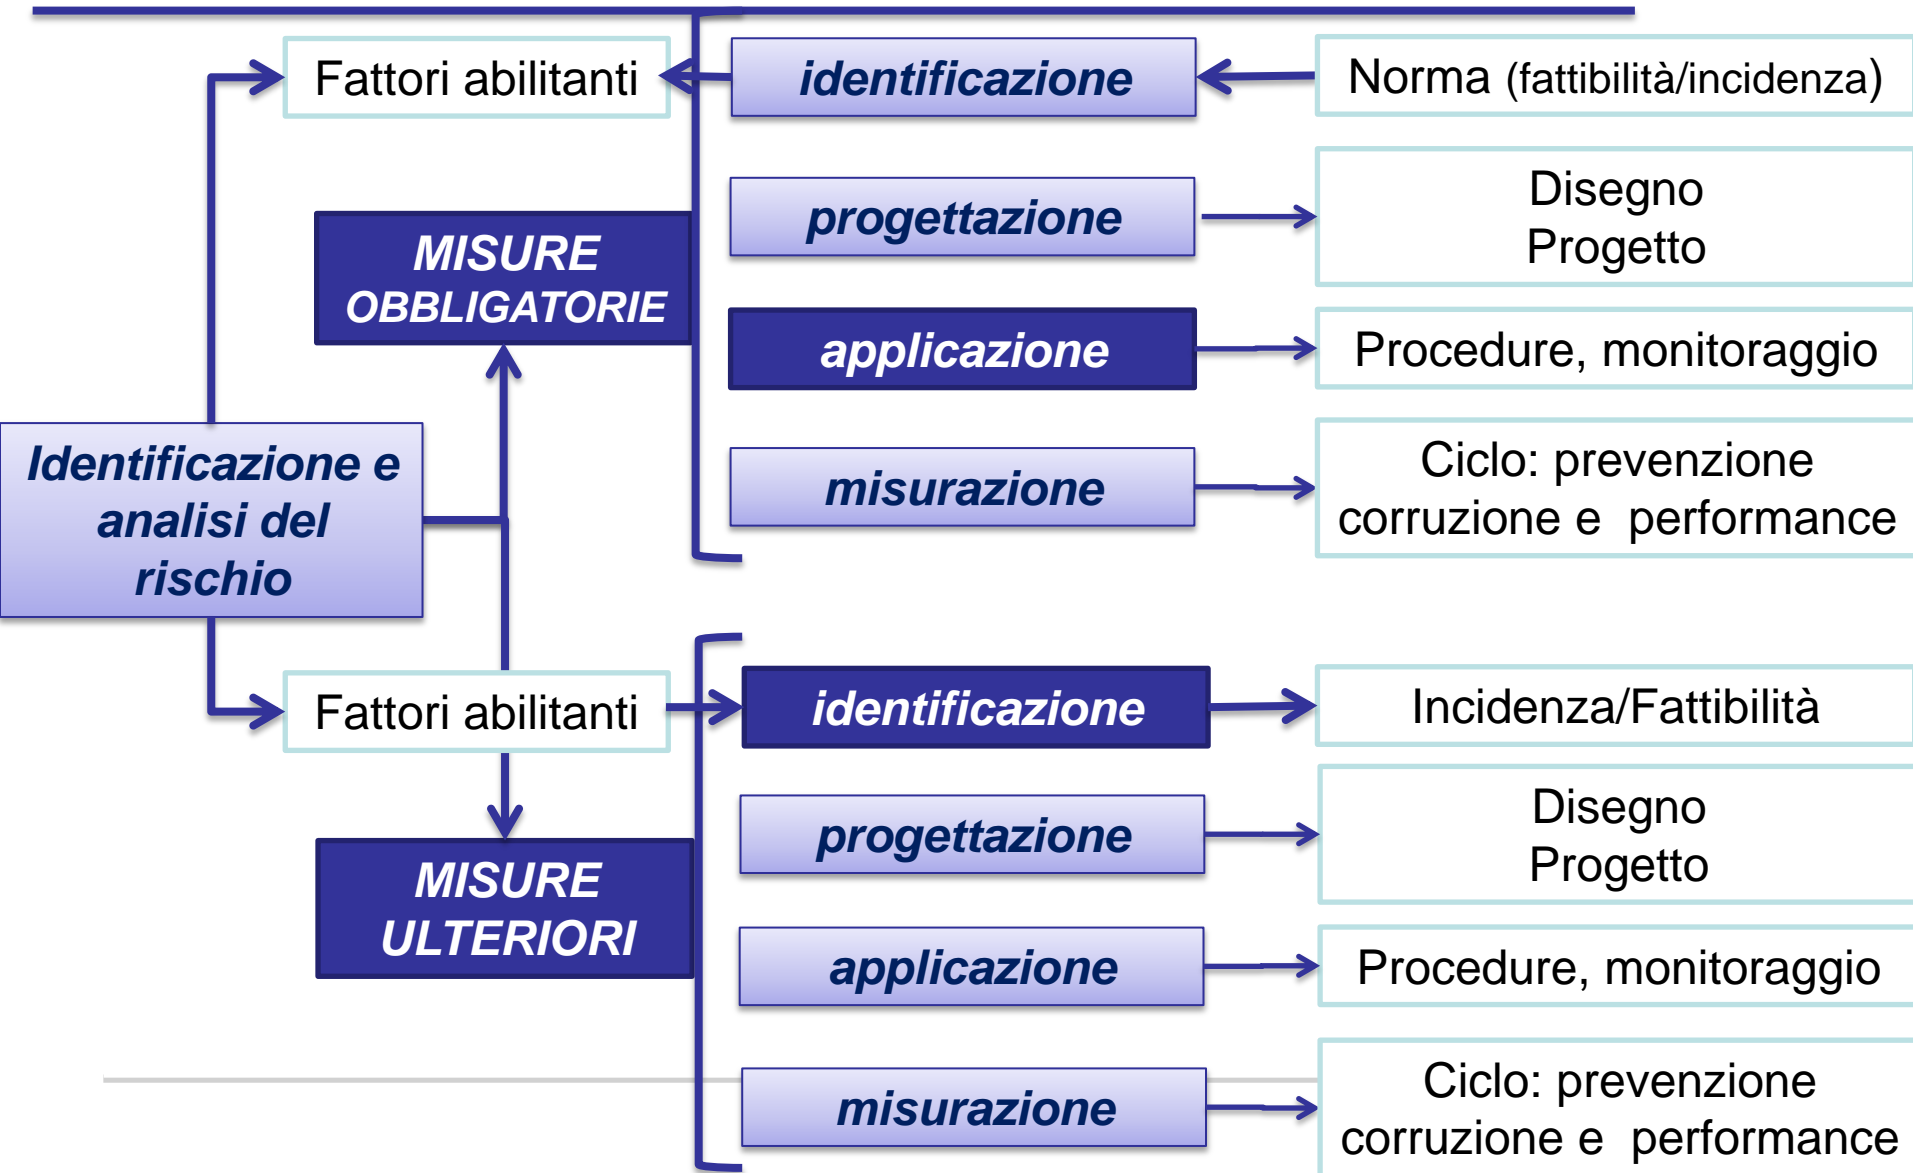 Fattori abilitanti
identificazione
Norma (fattibilità/incidenza)
progettazione
Disegno
Progetto
MISURE
OBBLIGATORIE
applicazione
Procedure, monitoraggio
misurazione
Ciclo: prevenzione
corruzione e performance
Identificazione e
analisi del
rischio
Fattori abilitanti
identificazione
Incidenza/Fattibilità
progettazione
Disegno
Progetto
MISURE
ULTERIORI
applicazione
Procedure, monitoraggio
misurazione
Ciclo: prevenzione
corruzione e performance